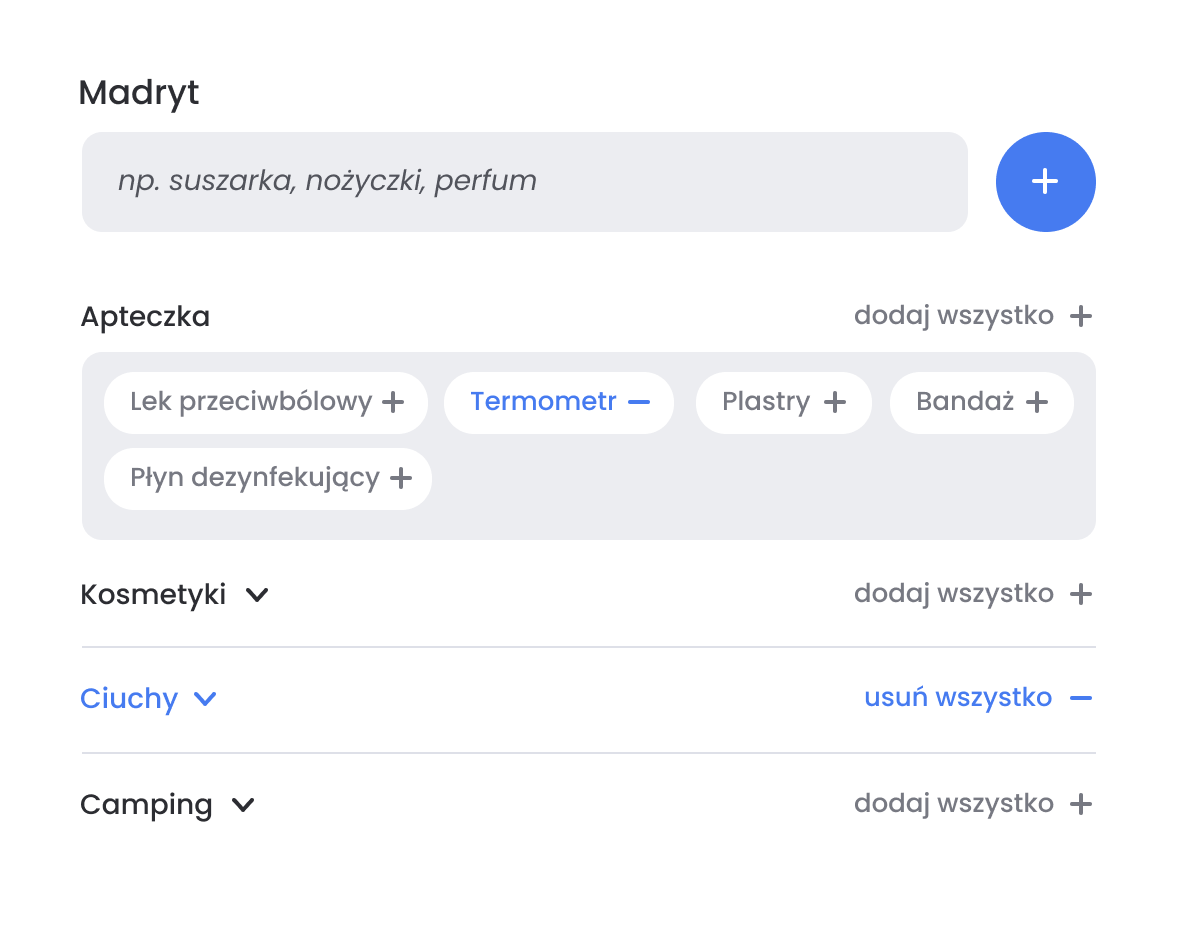 Madryt
np. suszarka, nożyczki, perfum
Apteczka dodaj wszystko
Lek przeciwbólowy Termometr Plastry Bandaż
Płyn dezynfekujący
Kosmetyki dodaj wszystko
Ciuchy usuń wszystko
Camping dodaj wszystko